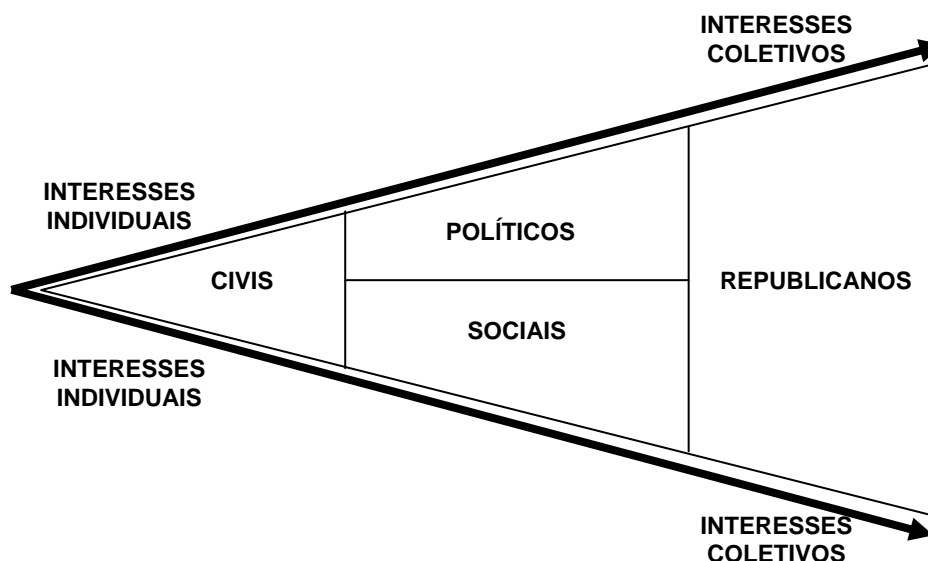 INTERESSES
COLETIVOS
INTERESSES
INDIVIDUAIS
POLÍTICOS
CIVIS
REPUBLICANOS
SOCIAIS
INTERESSES
INDIVIDUAIS
INTERESSES
COLETIVOS